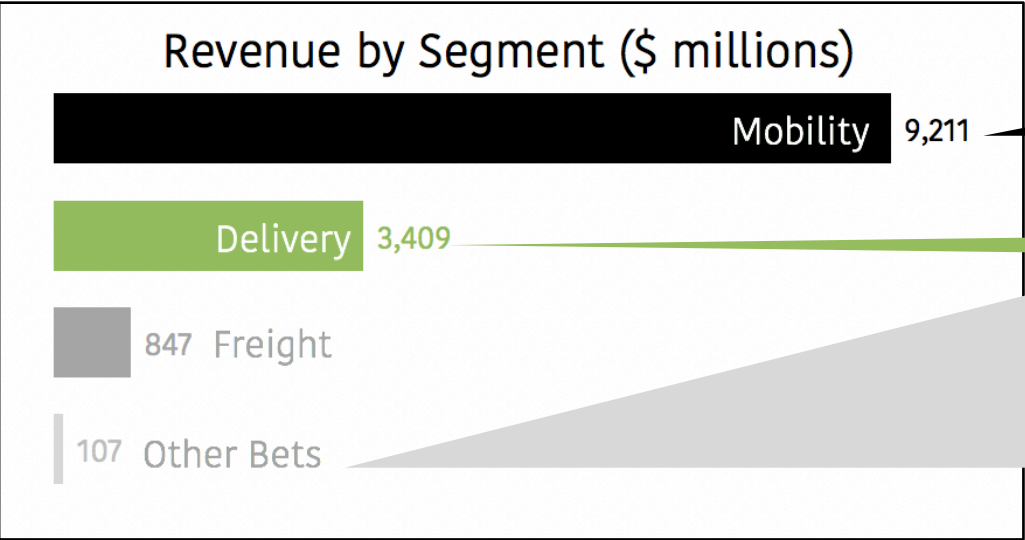 Revenue by Segment ($ millions)
Mobility 9,211
Delivery 3,409
847 Freight
107 Other Bets